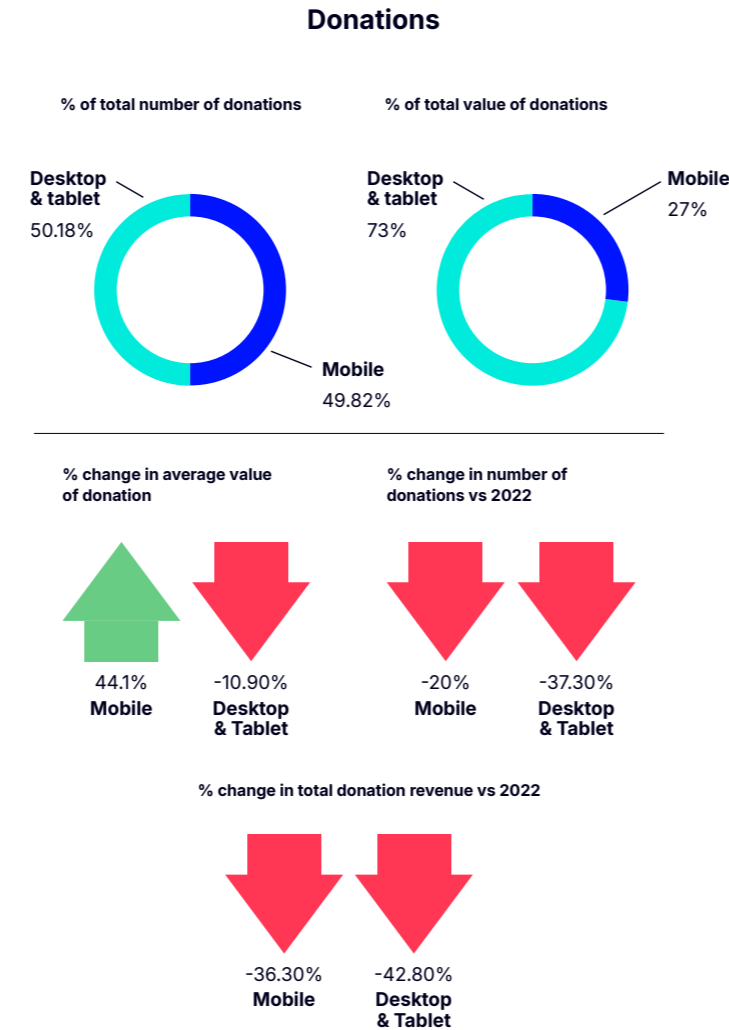 Donations
% of total number of donations
Desktop
& tablet
50.18%
Mobile
49.82%
% of total value of donations
Desktop
& tablet
73%
Mobile
27%
% change in average value
of donation
44.1%
Mobile
-10.90%
Desktop
& Tablet
% change in number of
donations vs 2022
-20%
Mobile
-37.30%
Desktop
& Tablet
% change in total donation revenue vs 2022
-36.30%
Mobile
-42.80%
Desktop
& Tablet